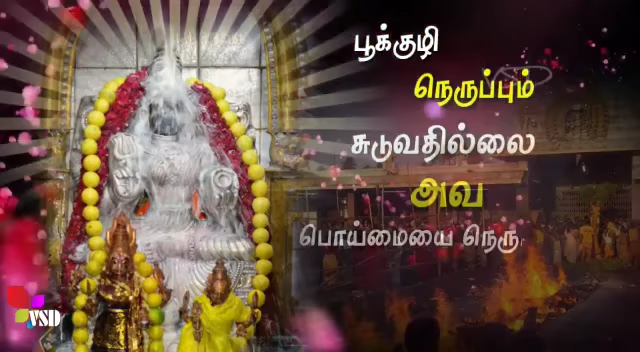 பூக்குழி
நெருப்பும்
சுடுவதில்லை
அவ
பொய்மையை நெரு
VSD